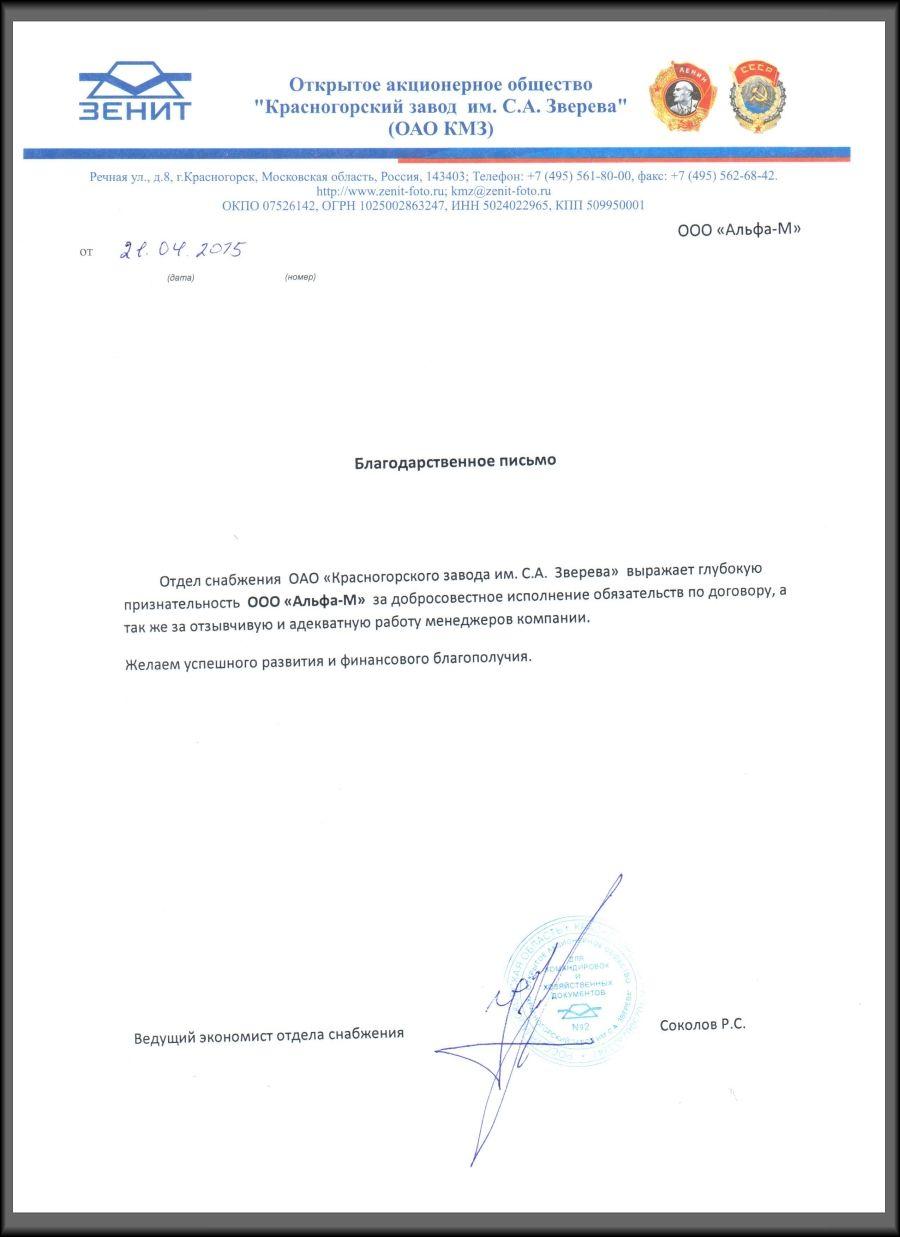 ЗЕНИТ
Открытое акционерное общество
"Красногорский завод им. С.А. Зверева"
(ОАО КМЗ)
ЛЕНИН
СССР
Речная ул., д.8, г.Красногорск, Московская область, Россия, 143403; Телефон: +7 (495) 561-80-00, факс: +7 (495) 562-68-42.
http://www.zenit-foto.ru; kmz@zenit-foto.ru
ОКПО 07526142, ОГРН 1025002863247, ИНН 5024022965, КПП 509950001
ООО «Альфа-М»
от 21.04.2015
(дата) (номер)
Благодарственное письмо
Отдел снабжения ОАО «Красногорского завода им. С.А. Зверева» выражает глубокую
признательность ООО «Альфа-М» за добросовестное исполнение обязательств по договору, а
так же за отзывчивую и адекватную работу менеджеров компании.
Желаем успешного развития и финансового благополучия.
ДЛЯ
КОМАНДИРОВОК
И
ХОЗЯЙСТВЕННЫХ
ДОКУМЕНТОВ
№2
Ведущий экономист отдела снабжения
Соколов Р.С.